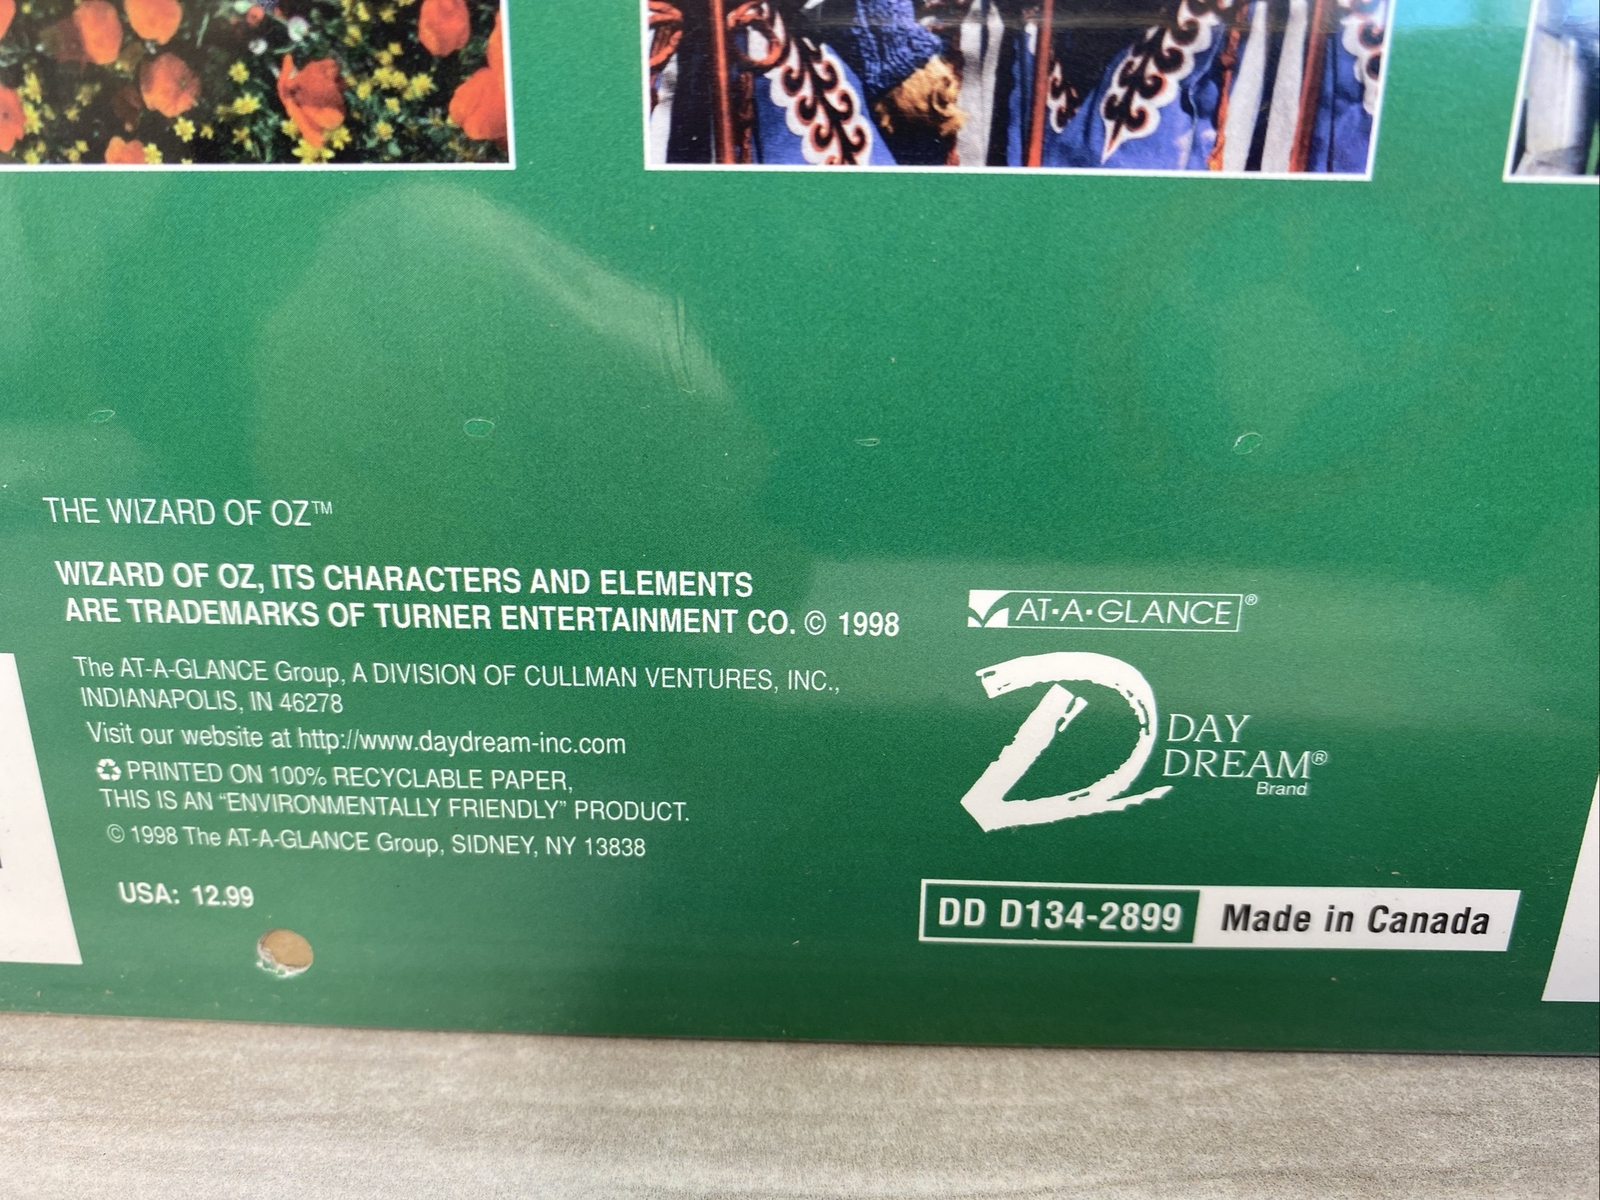 THE WIZARD OF OZ™
WIZARD OF OZ, ITS CHARACTERS AND ELEMENTS
ARE TRADEMARKS OF TURNER ENTERTAINMENT CO. © 1998
The AT-A-GLANCE Group, A DIVISION OF CULLMAN VENTURES, INC.,
INDIANAPOLIS, IN 46278
Visit our website at http://www.daydream-inc.com
♻ PRINTED ON 100% RECYCLABLE PAPER,
THIS IS AN “ENVIRONMENTALLY FRIENDLY” PRODUCT.
© 1998 The AT-A-GLANCE Group, SIDNEY, NY 13838
USA: 12.99
AT•A•GLANCE®
D
DAY
DREAM®
Brand
DD D134-2899 Made in Canada